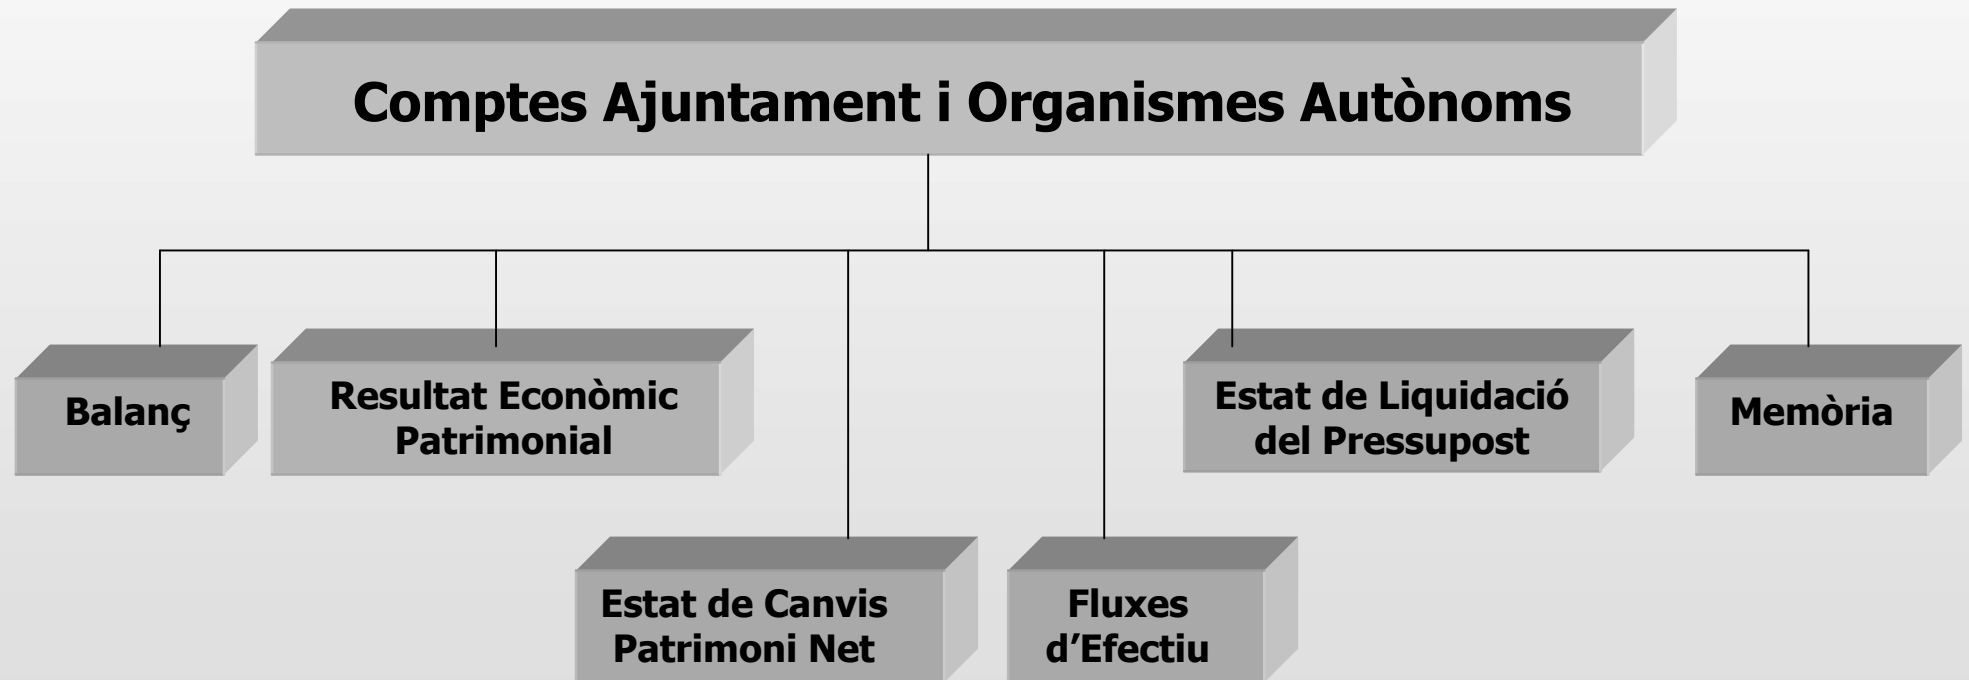 Comptes Ajuntament i Organismes Autònoms
Balanç
Resultat Econòmic
Patrimonial
Estat de Liquidació
del Pressupost
Memòria
Estat de Canvis
Patrimoni Net
Fluxes
d’Efectiu